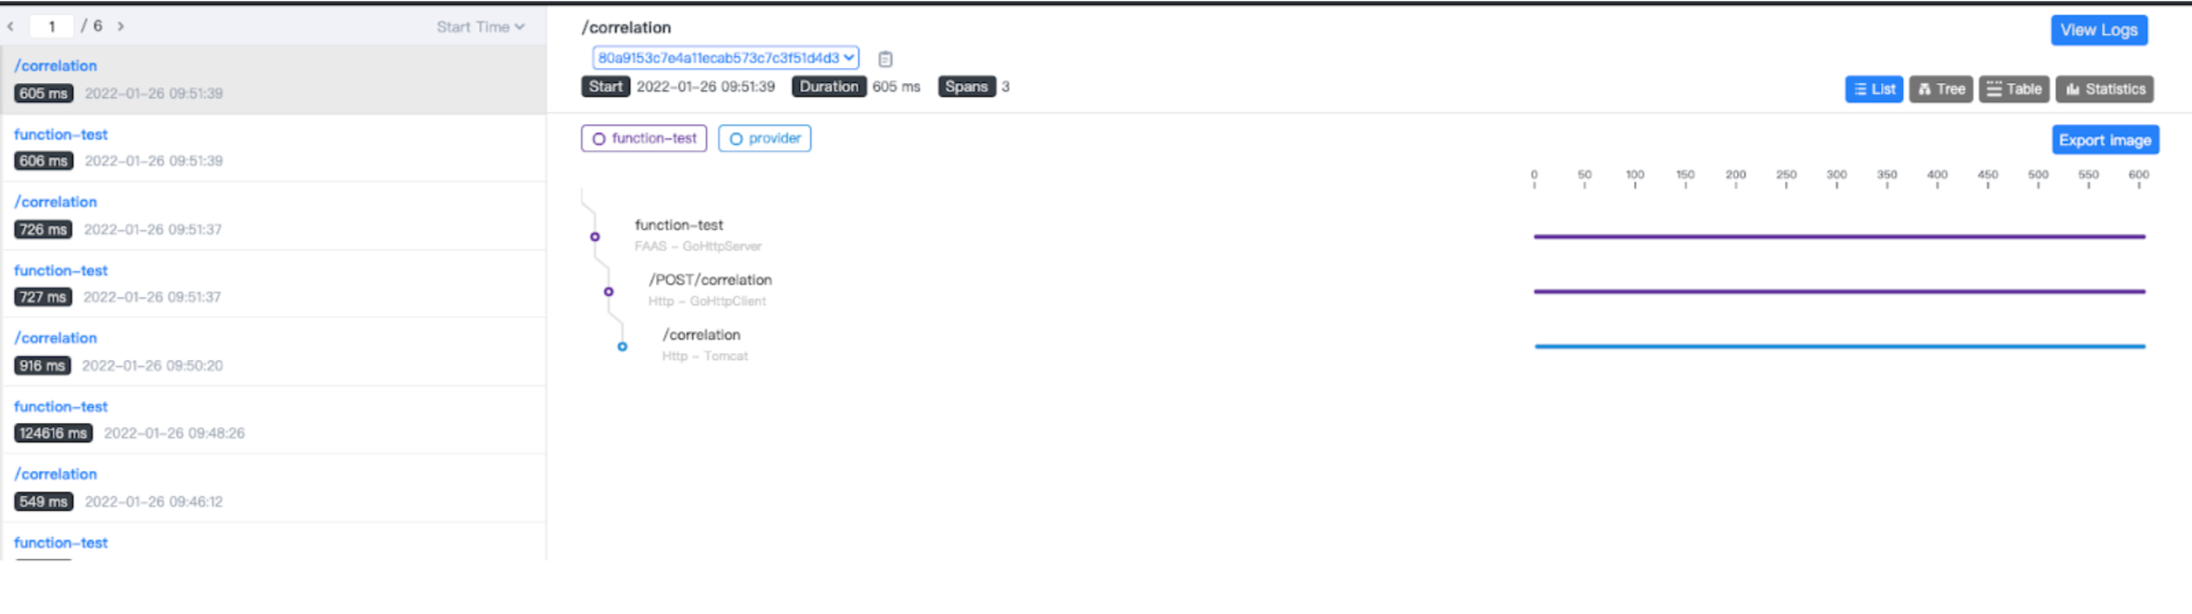 1 / 6 Start Time
/correlation
605 ms 2022-01-26 09:51:39
function-test
606 ms 2022-01-26 09:51:39
/correlation
726 ms 2022-01-26 09:51:37
function-test
727 ms 2022-01-26 09:51:37
/correlation
916 ms 2022-01-26 09:50:20
function-test
124616 ms 2022-01-26 09:48:26
/correlation
549 ms 2022-01-26 09:46:12
function-test
/correlation
View Logs
80a9153c7e4a11ecab573c7c3f51d4d3
Start 2022-01-26 09:51:39 Duration 605 ms Spans 3
List Tree Table Statistics
function-test provider
Export image
0 50 100 150 200 250 300 350 400 450 500 550 600
function-test
FAAS - GoHttpServer
/POST/correlation
Http - GoHttpClient
/correlation
Http - Tomcat